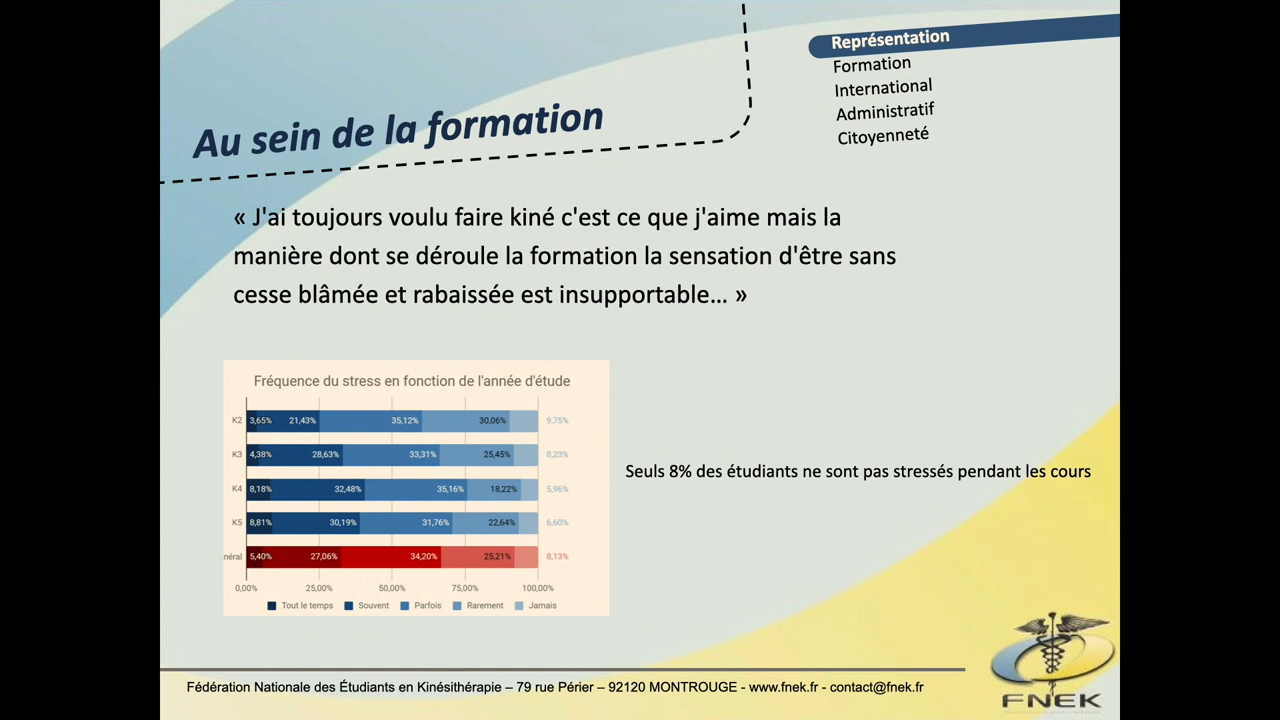 Représentation
Formation
International
Administratif
Citoyenneté
Au sein de la formation
« J'ai toujours voulu faire kiné c'est ce que j'aime mais la
manière dont se déroule la formation la sensation d'être sans
cesse blâmée et rabaissée est insupportable... »
Fréquence du stress en fonction de l'année d'étude
K2 3,65% 21,43% 35,12% 30,06% 9,75%
K3 4,38% 28,63% 33,31% 25,45% 8,23%
K4 8,18% 32,48% 35,16% 18,22% 5,96%
K5 8,81% 30,19% 31,76% 22,64% 6,60%
néral 5,40% 27,06% 34,20% 25,21% 8,13%
0,00% 25,00% 50,00% 75,00% 100,00%
Tout le temps Souvent Parfois Rarement Jamais
Seuls 8% des étudiants ne sont pas stressés pendant les cours
Fédération Nationale des Étudiants en Kinésithérapie – 79 rue Périer – 92120 MONTROUGE - www.fnek.fr - contact@fnek.fr
FNEK